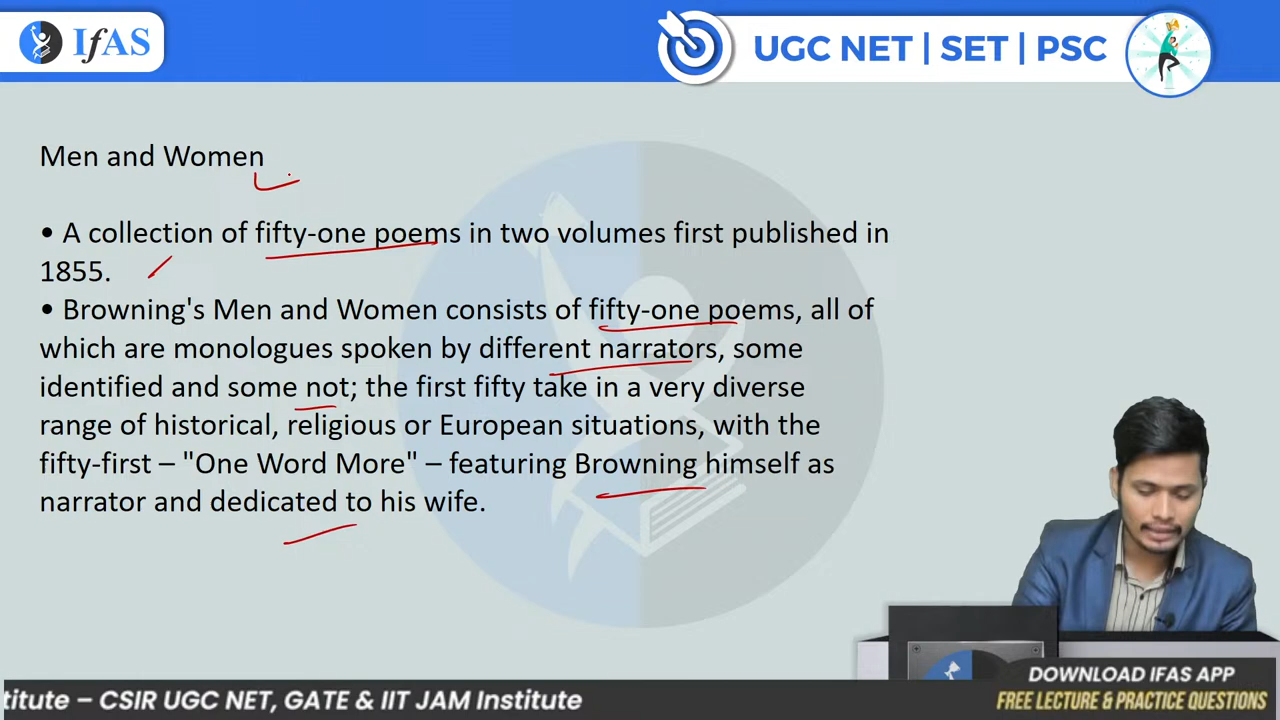 IfAS
UGC NET | SET | PSC
Men and Women
• A collection of fifty-one poems in two volumes first published in
1855.
• Browning's Men and Women consists of fifty-one poems, all of
which are monologues spoken by different narrators, some
identified and some not; the first fifty take in a very diverse
range of historical, religious or European situations, with the
fifty-first – "One Word More" – featuring Browning himself as
narrator and dedicated to his wife.
titute – CSIR UGC NET, GATE & IIT JAM Institute
DOWNLOAD IFAS APP
FREE LECTURE & PRACTICE QUESTIONS